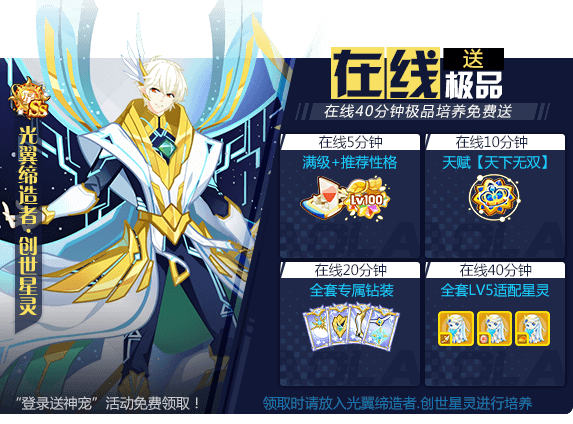 SS
光翼缔造者·创世星灵
"登录送神宠"活动免费领取！
在线送极品
在线40分钟极品培养免费送
在线5分钟
满级+推荐性格
Lv100
在线10分钟
天赋【天下无双】
在线20分钟
全套专属钻装
在线40分钟
全套LV5适配星灵
领取时请放入光翼缔造者.创世星灵进行培养